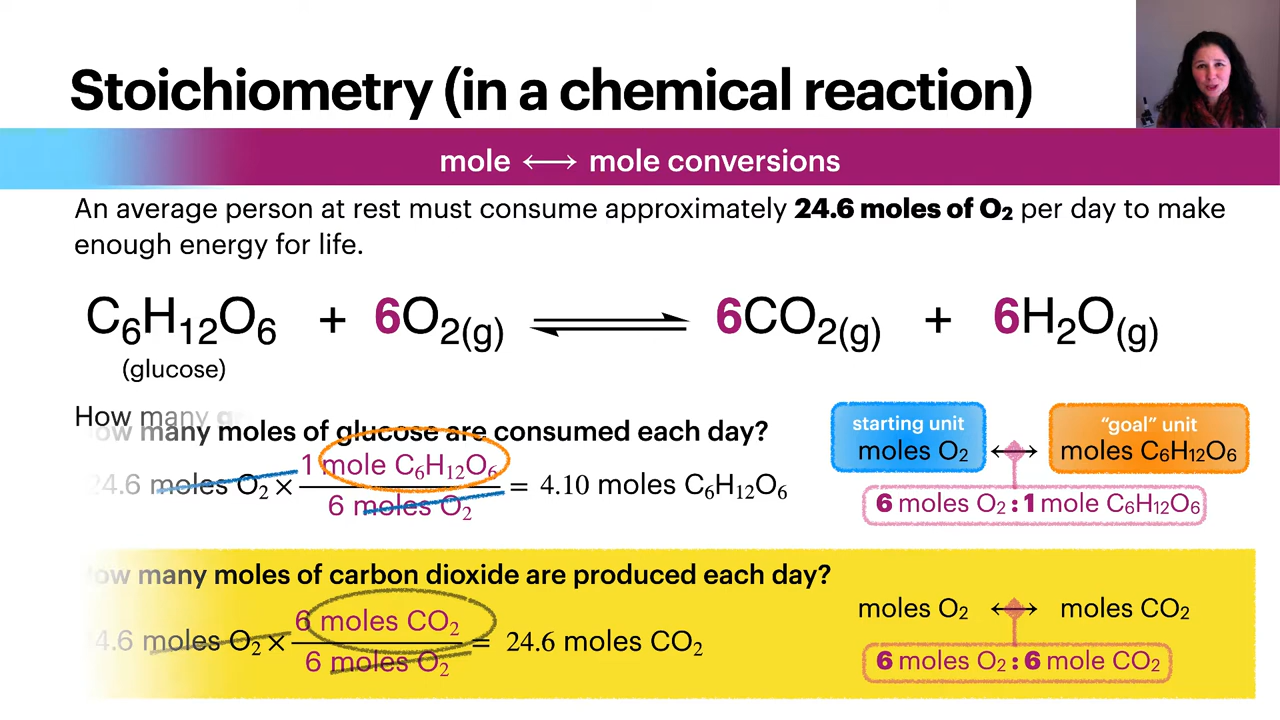 Stoichiometry (in a chemical reaction)
mole ⟷ mole conversions
An average person at rest must consume approximately 24.6 moles of O₂ per day to make
enough energy for life.
C₆H₁₂O₆ + 6O₂(g) ⇌ 6CO₂(g) + 6H₂O(g)
(glucose)
How many
many moles of glucose are consumed each day?
24.6 moles O₂ × 1 mole C₆H₁₂O₆ / 6 moles O₂ = 4.10 moles C₆H₁₂O₆
starting unit
moles O₂ ⟷
"goal" unit
moles C₆H₁₂O₆
6 moles O₂ : 1 mole C₆H₁₂O₆
How many moles of carbon dioxide are produced each day?
4.6 moles O₂ × 6 moles CO₂ / 6 moles O₂ = 24.6 moles CO₂
moles O₂ ⟷ moles CO₂
6 moles O₂ : 6 mole CO₂